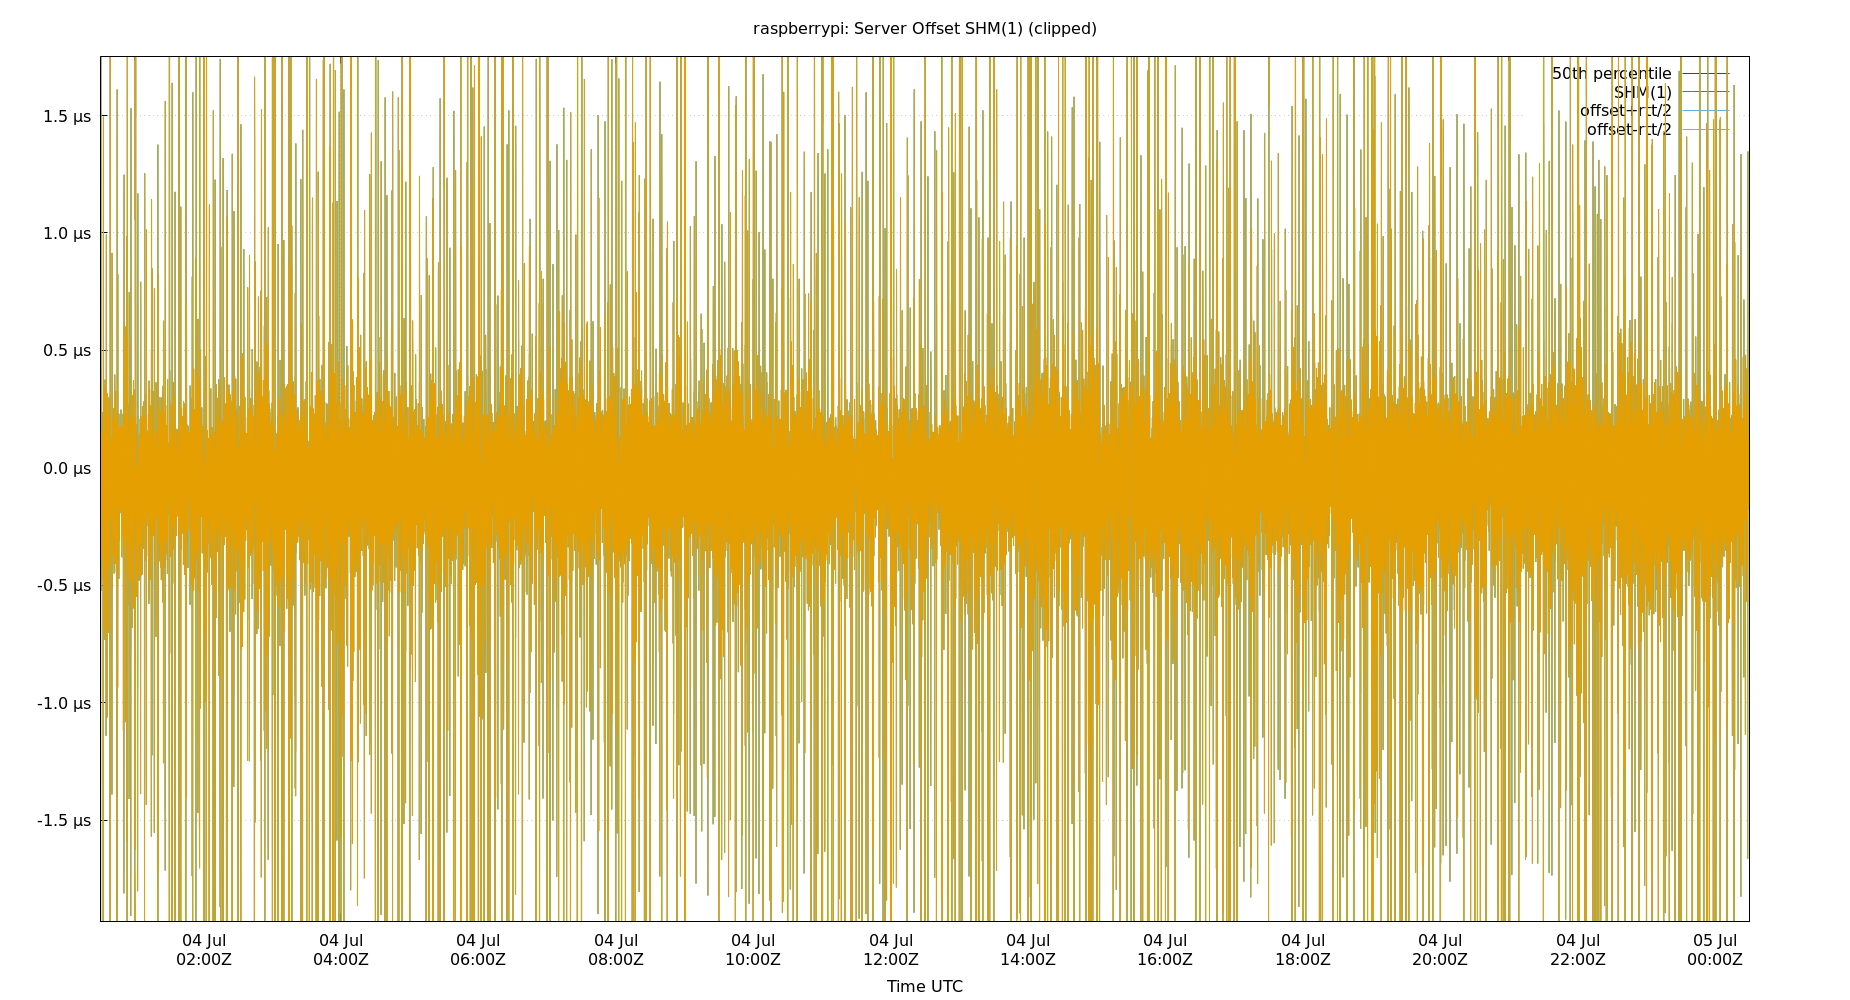 raspberrypi: Server Offset SHM(1) (clipped)
50th percentile
SHM(1)
offset+rtt/2
offset-rtt/2
1.5 µs
1.0 µs
0.5 µs
0.0 µs
-0.5 µs
-1.0 µs
-1.5 µs
04 Jul 04 Jul 04 Jul 04 Jul 04 Jul 04 Jul 04 Jul 04 Jul 04 Jul 04 Jul 04 Jul 05 Jul
02:00Z 04:00Z 06:00Z 08:00Z 10:00Z 12:00Z 14:00Z 16:00Z 18:00Z 20:00Z 22:00Z 00:00Z
Time UTC